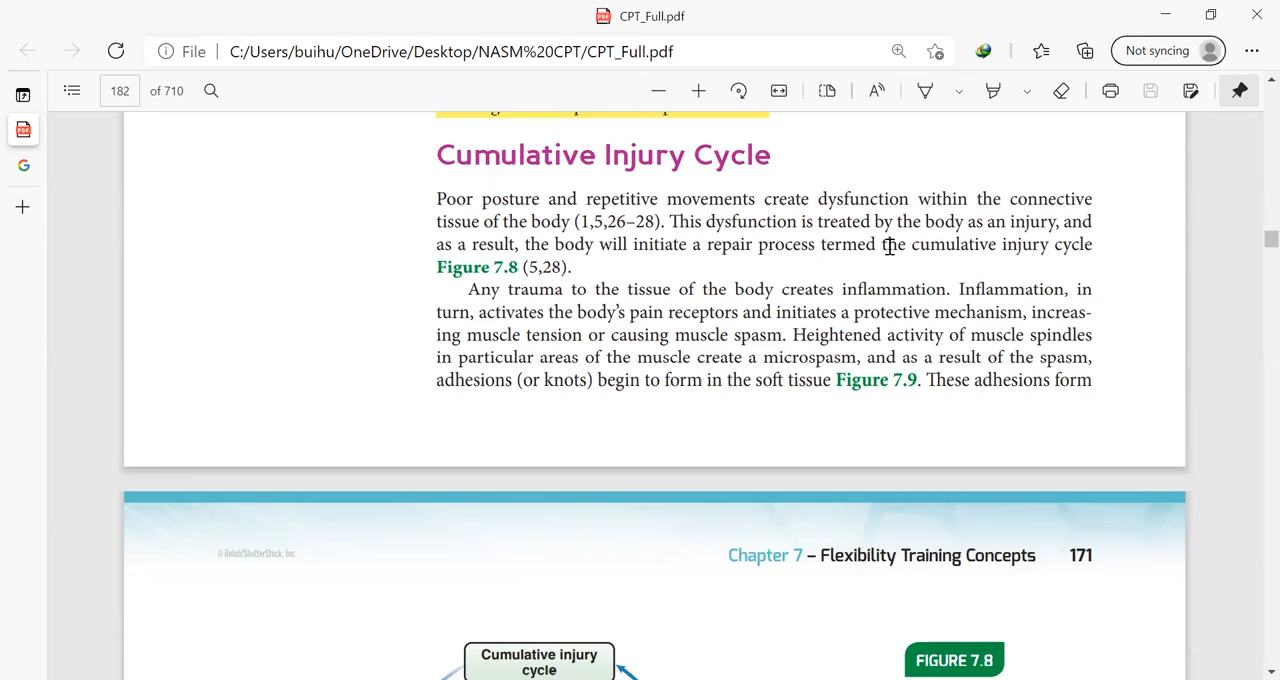 CPT_Full.pdf
File C:/Users/buihu/OneDrive/Desktop/NASM%20CPT/CPT_Full.pdf
Not syncing
182 of 710
Cumulative Injury Cycle
Poor posture and repetitive movements create dysfunction within the connective
tissue of the body (1,5,26–28). This dysfunction is treated by the body as an injury, and
as a result, the body will initiate a repair process termed the cumulative injury cycle
Figure 7.8 (5,28).
Any trauma to the tissue of the body creates inflammation. Inflammation, in
turn, activates the body’s pain receptors and initiates a protective mechanism, increas-
ing muscle tension or causing muscle spasm. Heightened activity of muscle spindles
in particular areas of the muscle create a microspasm, and as a result of the spasm,
adhesions (or knots) begin to form in the soft tissue Figure 7.9. These adhesions form
Chapter 7 – Flexibility Training Concepts 171
Cumulative injury
cycle
FIGURE 7.8